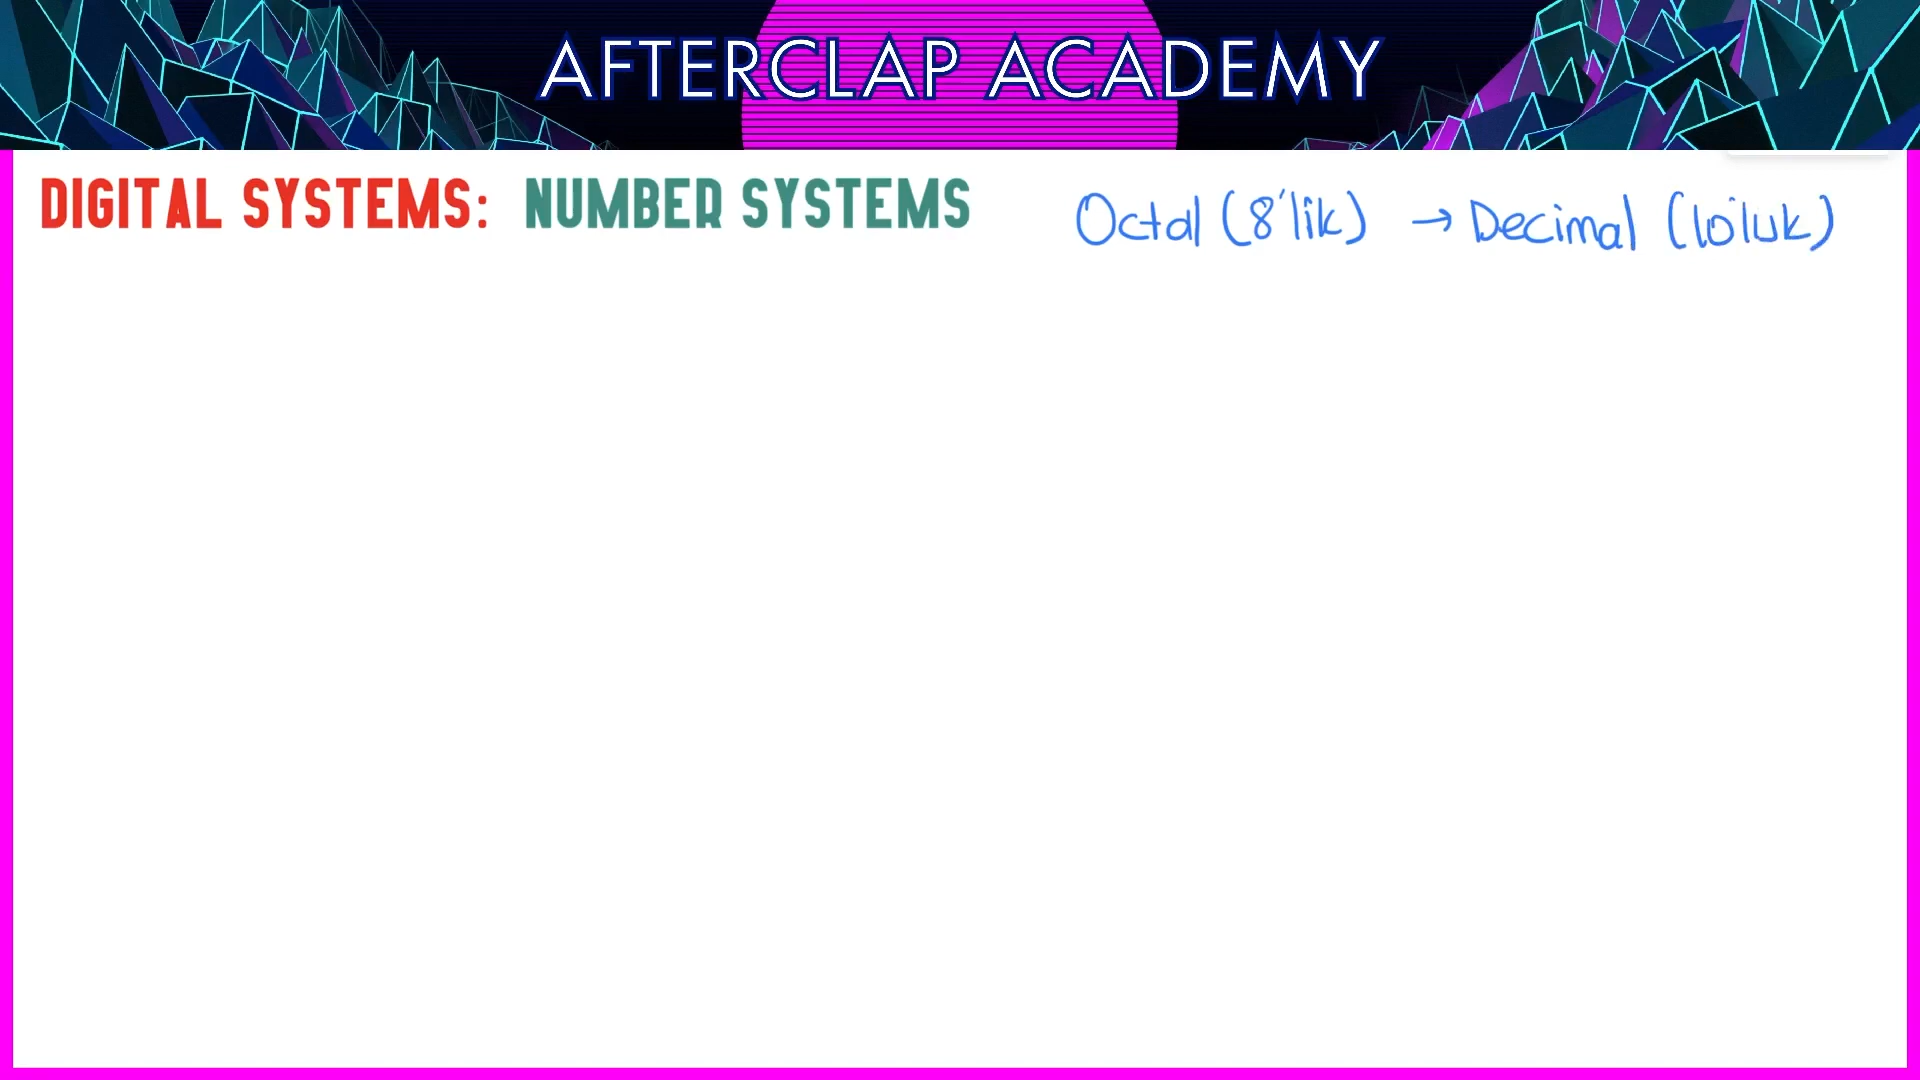 AFTERCLAP ACADEMY
DIGITAL SYSTEMS: NUMBER SYSTEMS Octal (8'lik) → Decimal (10'luk)